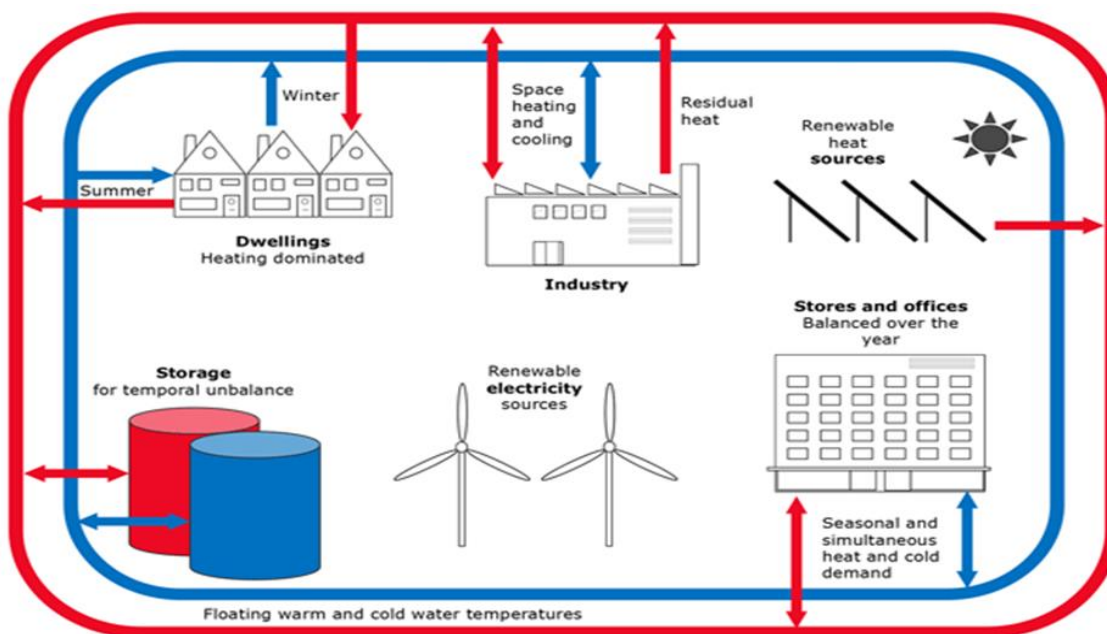 Winter
Summer
Dwellings
Heating dominated
Space
heating
and
cooling
Residual
heat
Industry
Renewable
heat
sources
Stores and offices
Balanced over the
year
Storage
for temporal unbalance
Renewable
electricity
sources
Seasonal and
simultaneous
heat and cold
demand
Floating warm and cold water temperatures